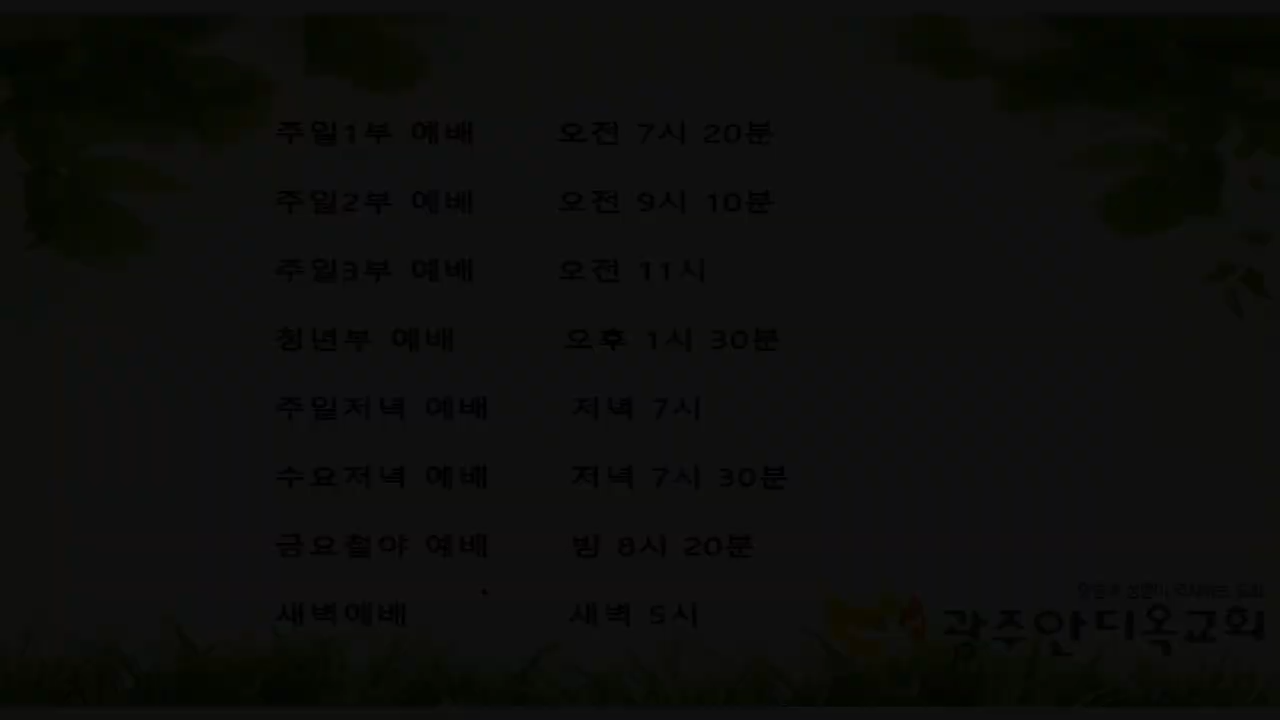 주일1부 예배 오전 7시 20분
주일2부 예배 오전 9시 10분
주일3부 예배 오전 11시
청년부 예배 오후 1시 30분
주일저녁 예배 저녁 7시
수요저녁 예배 저녁 7시 30분
금요철야 예배 밤 8시 20분
새벽예배 새벽 5시
광주안디옥교회